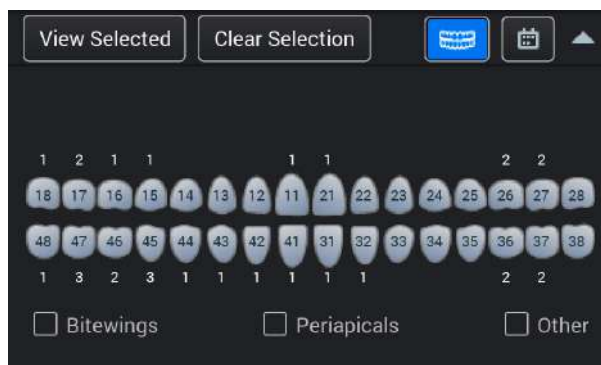 View Selected Clear Selection
1 2 1 1 1 1 2 2
18 17 16 15 14 13 12 11 21 22 23 24 25 26 27 28
48 47 46 45 44 43 42 41 31 32 33 34 35 36 37 38
1 3 2 3 1 1 1 1 1 1 2 2
Bitewings Periapicals Other